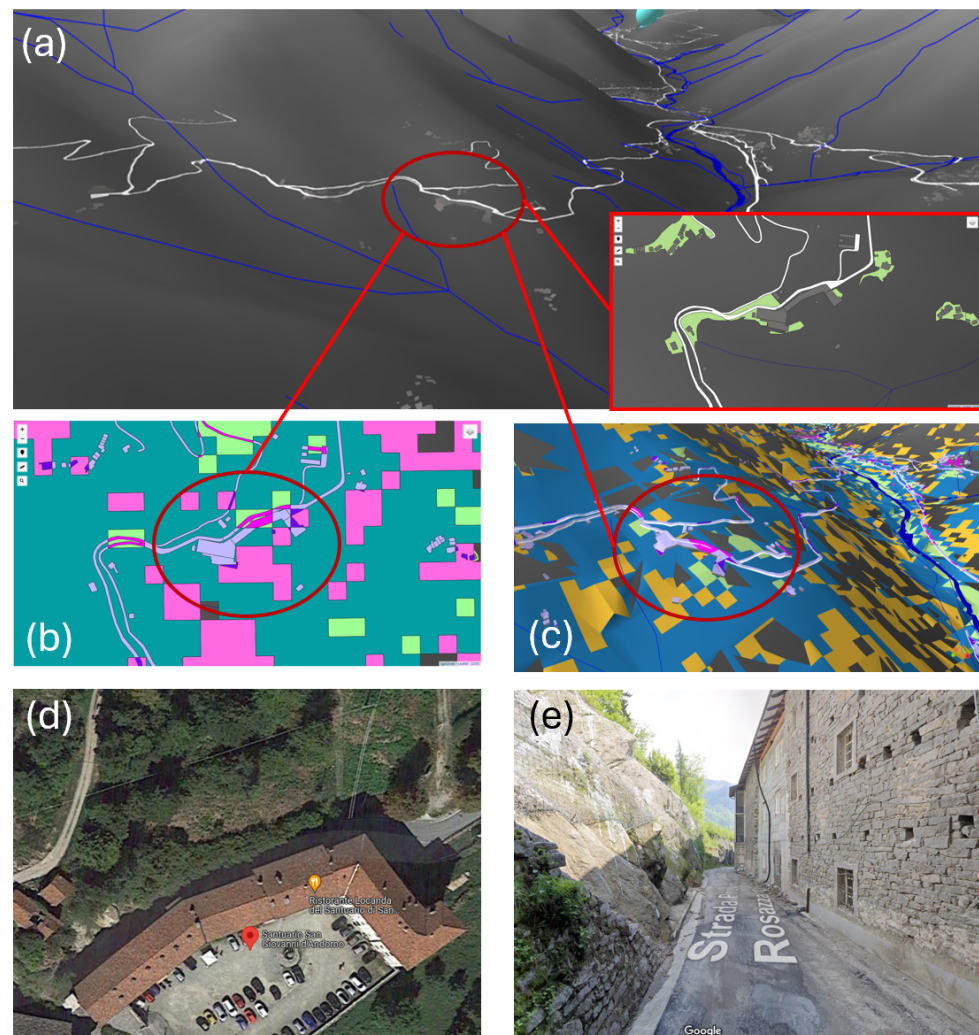 (a)
(b)
(c)
(d)
Ristorante Locanda
del Santuario di San...
Santuario San
Giovanni d'Andorno
(e)
Strada P
Rosazz
Google